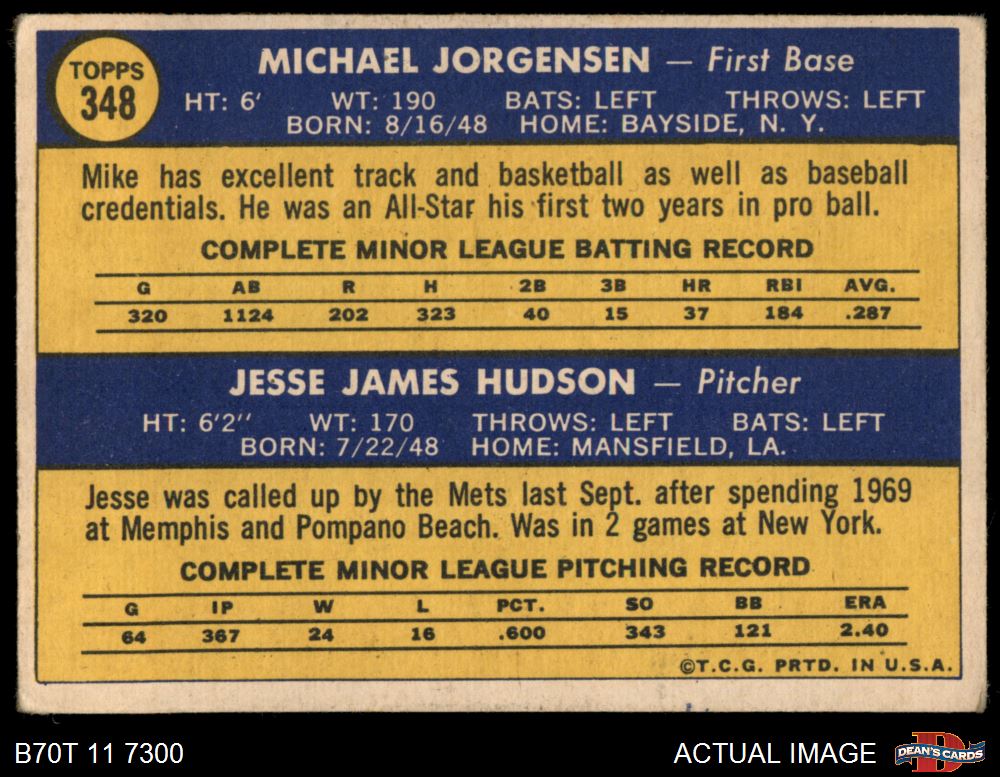 TOPPS
348
MICHAEL JORGENSEN — First Base
HT: 6' WT: 190 BATS: LEFT THROWS: LEFT
BORN: 8/16/48 HOME: BAYSIDE, N. Y.
Mike has excellent track and basketball as well as baseball
credentials. He was an All-Star his first two years in pro ball.
COMPLETE MINOR LEAGUE BATTING RECORD
G AB R H 2B 3B HR RBI AVG.
320 1124 202 323 40 15 37 184 .287
JESSE JAMES HUDSON — Pitcher
HT: 6'2'' WT: 170 THROWS: LEFT BATS: LEFT
BORN: 7/22/48 HOME: MANSFIELD, LA.
Jesse was called up by the Mets last Sept. after spending 1969
at Memphis and Pompano Beach. Was in 2 games at New York.
COMPLETE MINOR LEAGUE PITCHING RECORD
G IP W L PCT. SO BB ERA
64 367 24 16 .600 343 121 2.40
©T.C.G. PRTD. IN U.S.A.
B70T 11 7300 ACTUAL IMAGE
D
DEAN'S CARDS